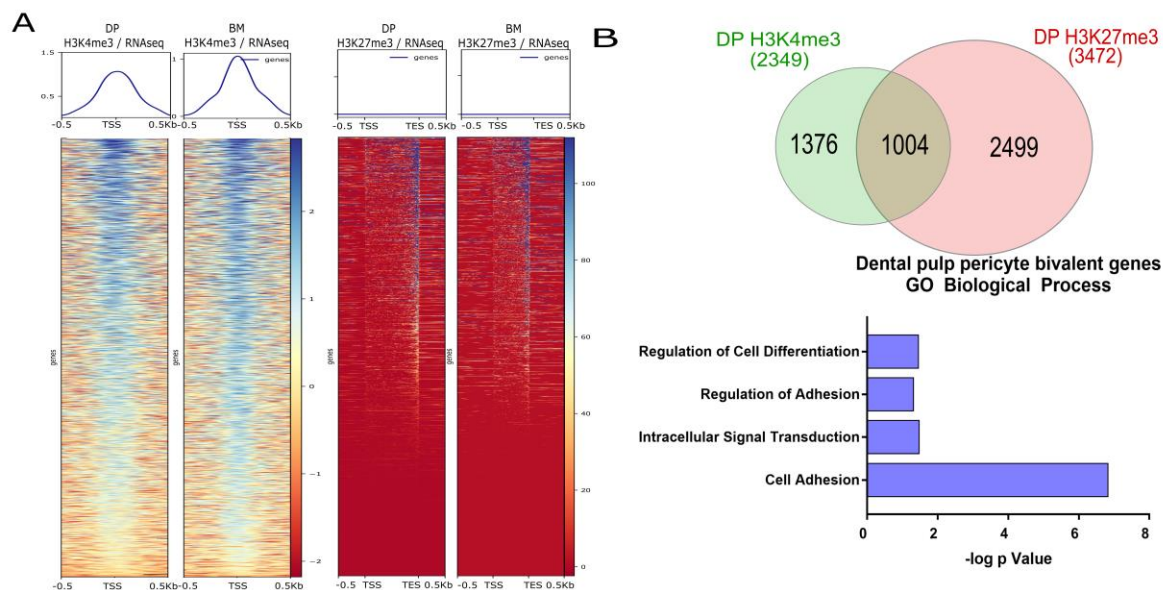 A
DP
H3K4me3 / RNAseq
BM
H3K4me3 / RNAseq
DP
H3K27me3 / RNAseq
BM
H3K27me3 / RNAseq
1.5
0.5
1
0
genes
genes
genes
-0.5 TSS 0.5Kb
-0.5 TSS 0.5Kb
-0.5 TSS TES 0.5Kb
-0.5 TSS TES 0.5Kb
genes
genes
genes
2
1
0
−1
−2
100
80
60
40
20
0
-0.5 TSS 0.5Kb
-0.5 TSS 0.5Kb
-0.5 TSS TES 0.5Kb
-0.5 TSS TES 0.5Kb
B
DP H3K4me3
(2349)
DP H3K27me3
(3472)
1376 1004 2499
Dental pulp pericyte bivalent genes
GO Biological Process
Regulation of Cell Differentiation
Regulation of Adhesion
Intracellular Signal Transduction
Cell Adhesion
0 2 4 6 8
-log p Value